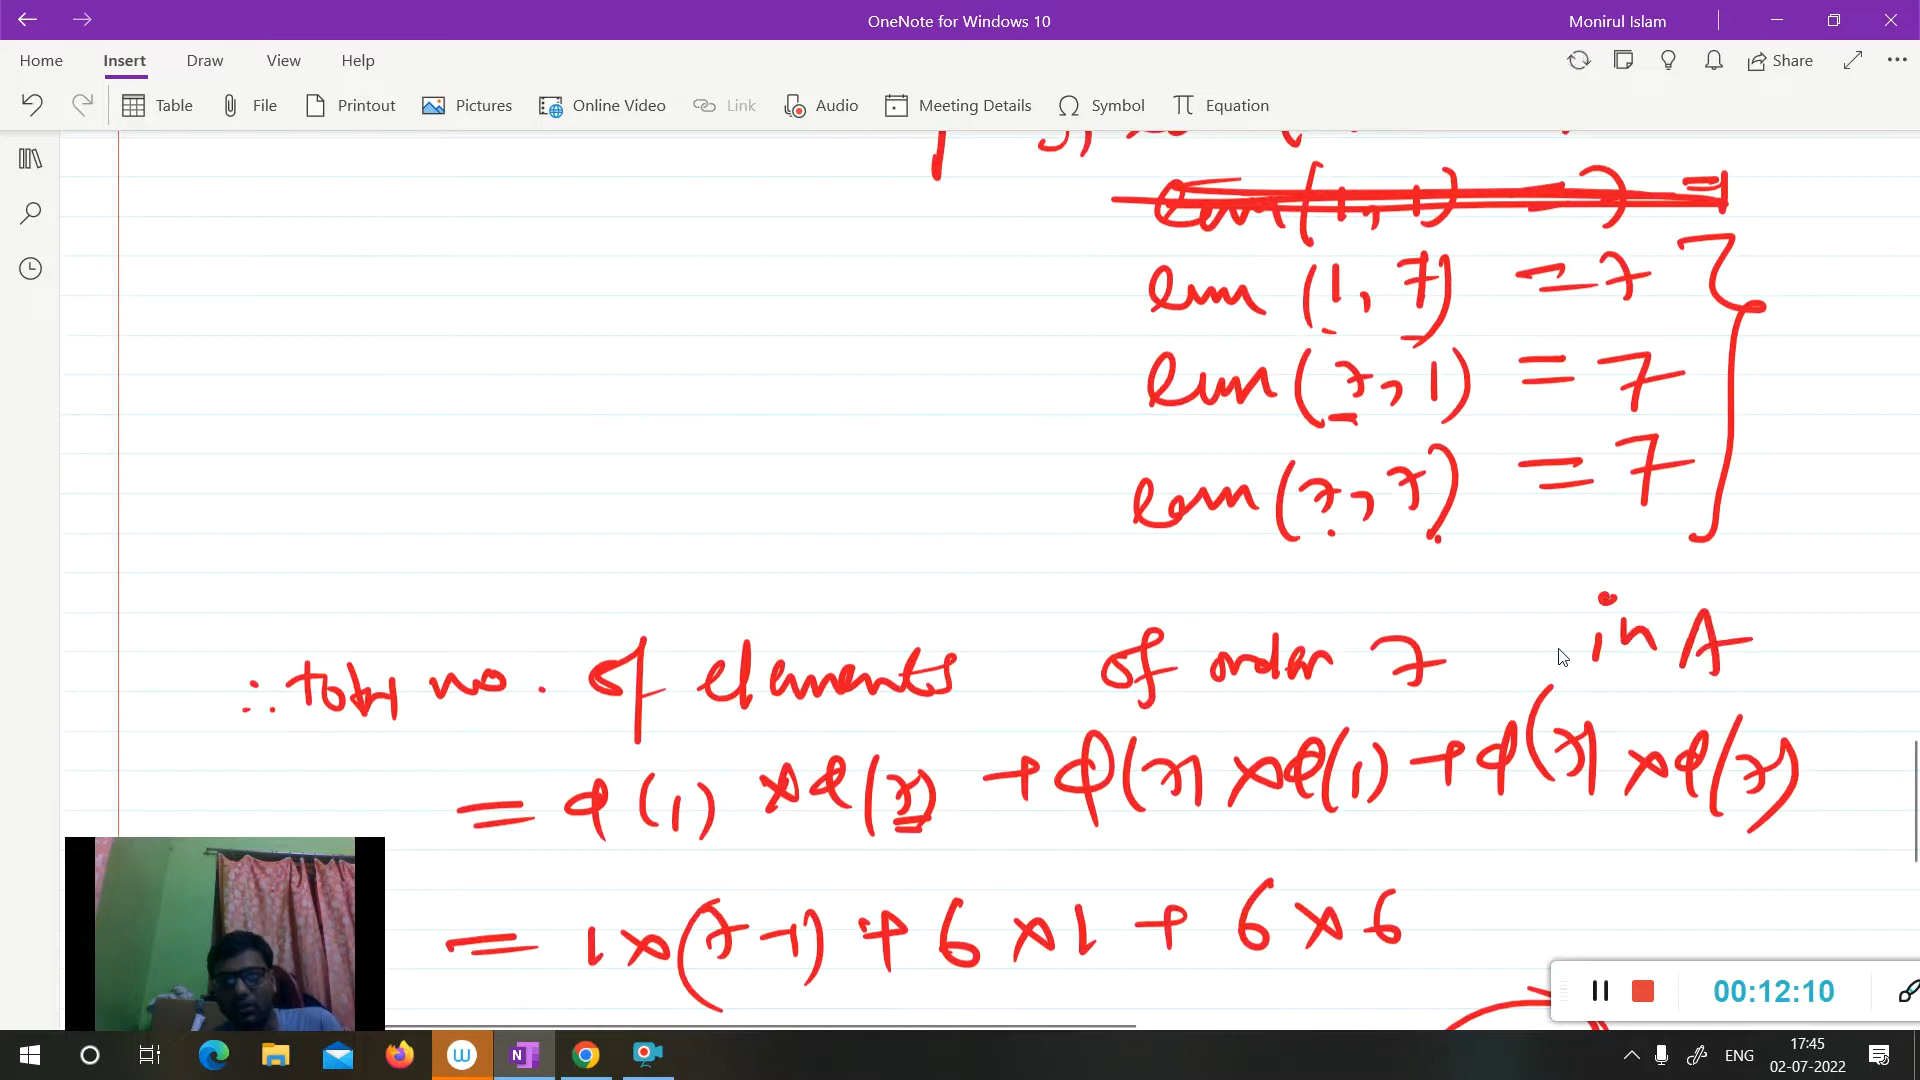 OneNote for Windows 10
Monirul Islam
Home Insert Draw View Help
Share
Table File Printout Pictures Online Video Link Audio Meeting Details Symbol Equation
lcm (1, 7) = 7
lcm (7, 1) = 7
lcm (7, 7) = 7
∴ total no. of elements of order 7 in A
= φ(1) × φ(7) + φ(7) × φ(1) + φ(7) × φ(7)
= 1 × (7-1) + 6 × 1 + 6 × 6
00:12:10
ENG
17:45
02-07-2022